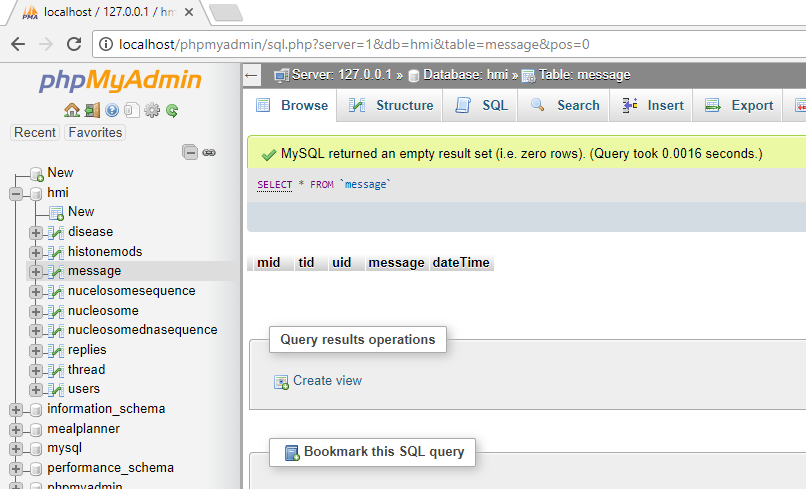 localhost / 127.0.0.1 / hm
PMA
localhost/phpmyadmin/sql.php?server=1&db=hmi&table=message&pos=0
phpMyAdmin
Recent Favorites
New
hmi
New
disease
histonemods
message
nucelosomesequence
nucleosome
nucleosomednasequence
replies
thread
users
information_schema
mealplanner
mysql
performance_schema
phpmyadmin
Server: 127.0.0.1 » Database: hmi » Table: message
Browse Structure SQL Search Insert Export
MySQL returned an empty result set (i.e. zero rows). (Query took 0.0016 seconds.)
SELECT * FROM `message`
mid tid uid message dateTime
Query results operations
Create view
Bookmark this SQL query